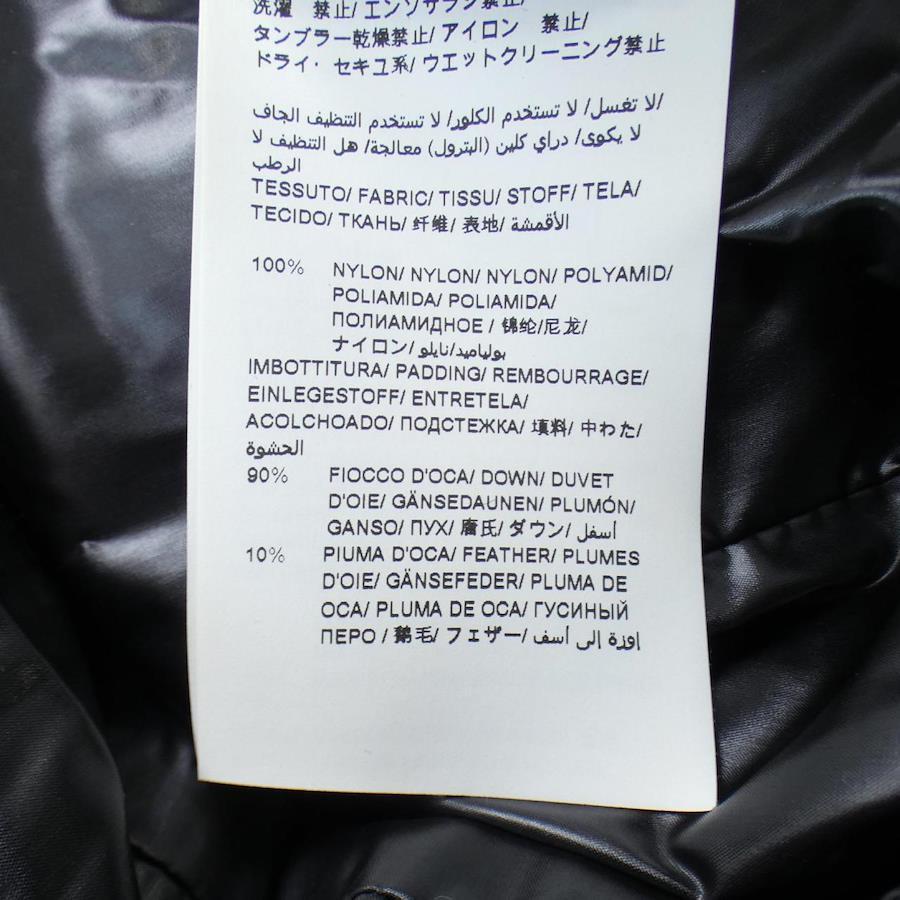 洗濯　禁止/ エンソサラシ禁止/
タンブラー乾燥禁止/ アイロン　禁止/
ドライ・セキユ系/ ウエットクリーニング禁止
لا تغسل/ لا تستخدم الكلور/ لا تستخدم التنظيف الجاف/
لا يكوى/ دراي كلين (البترول) معالجة/ هل التنظيف لا
الرطب
TESSUTO/ FABRIC/ TISSU/ STOFF/ TELA/
TECIDO/ ТКАНЬ/ 纤维/ 表地/ الأقمشة
100% NYLON/ NYLON/ NYLON/ POLYAMID/
POLIAMIDA/ POLIAMIDA/
ПОЛИАМИДНОЕ / 锦纶/尼龙/
ナイロン/ بولياميد/نايلو
IMBOTTITURA/ PADDING/ REMBOURRAGE/
EINLEGESTOFF/ ENTRETELA/
ACOLCHOADO/ ПОДСТЕЖКА/ 填料/ 中わた/
الحشوة
90% FIOCCO D'OCA/ DOWN/ DUVET
D'OIE/ GÄNSEDAUNEN/ PLUMÓN/
GANSO/ ПУХ/ 唐氏/ ダウン/ أسفل
10% PIUMA D'OCA/ FEATHER/ PLUMES
D'OIE/ GÄNSEFEDER/ PLUMA DE
OCA/ PLUMA DE OCA/ ГУСИНЫЙ
ПЕРО / 鹅毛/ フェザー/ اوزة إلى أسف